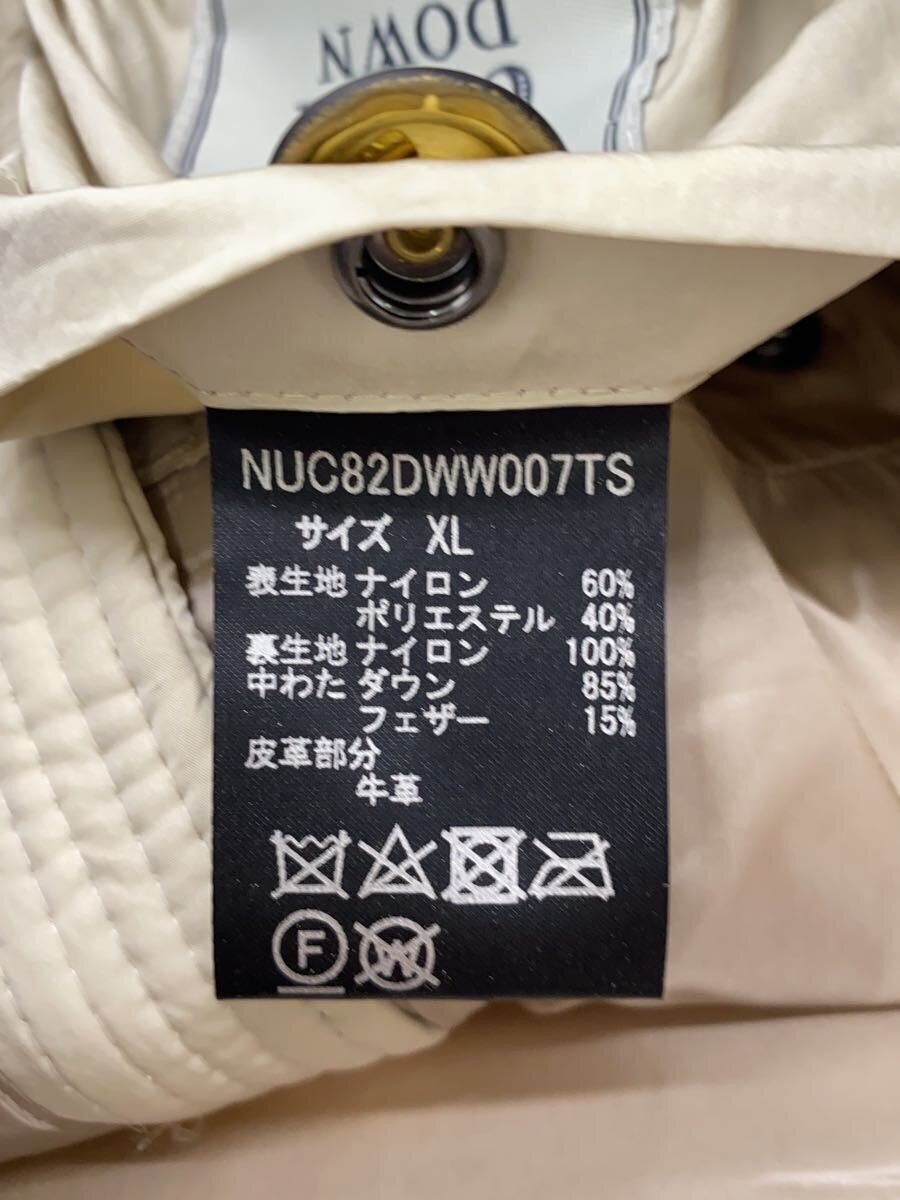 DOWN
NUC82DWW007TS
サイズ XL
表生地 ナイロン 60%
ポリエステル 40%
裏生地 ナイロン 100%
中わた ダウン 85%
フェザー 15%
皮革部分
牛革
F W